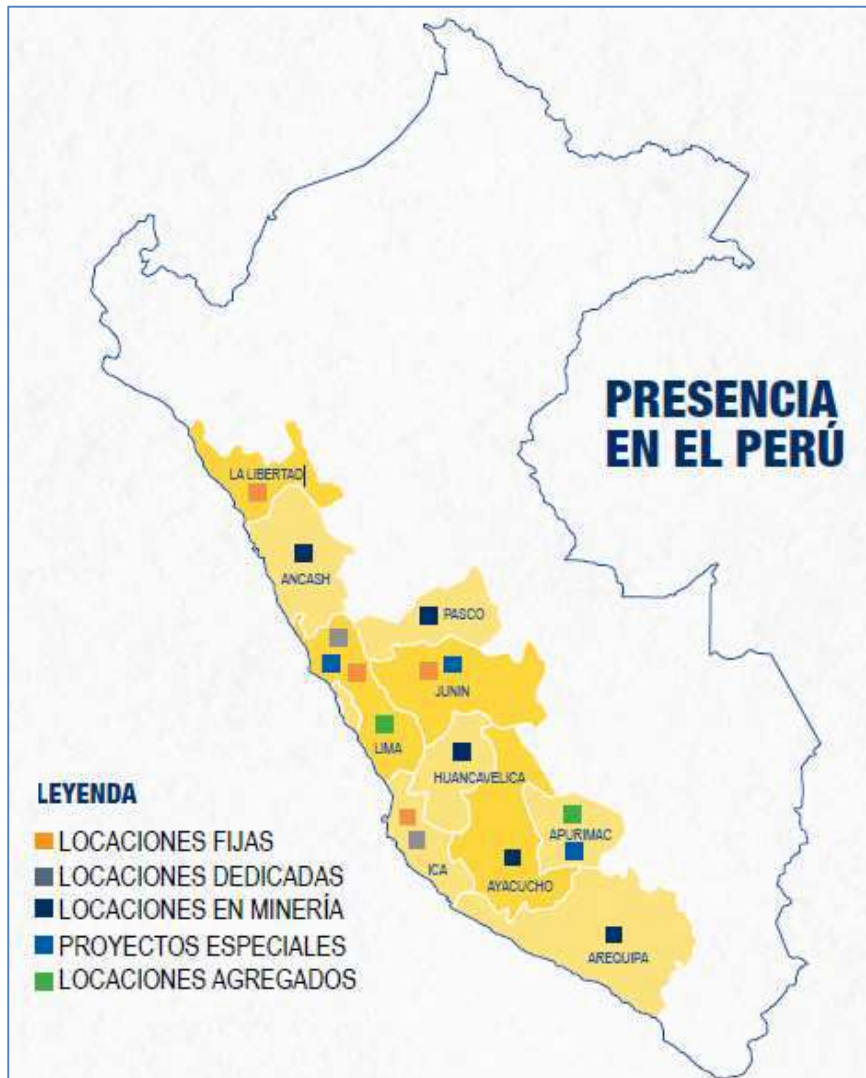 PRESENCIA
EN EL PERÚ
LA LIBERTAD
ANCASH
PASCO
JUNIN
LIMA
HUANCAVELICA
APURIMAC
ICA
AYACUCHO
AREQUIPA
LEYENDA
LOCACIONES FIJAS
LOCACIONES DEDICADAS
LOCACIONES EN MINERÍA
PROYECTOS ESPECIALES
LOCACIONES AGREGADOS